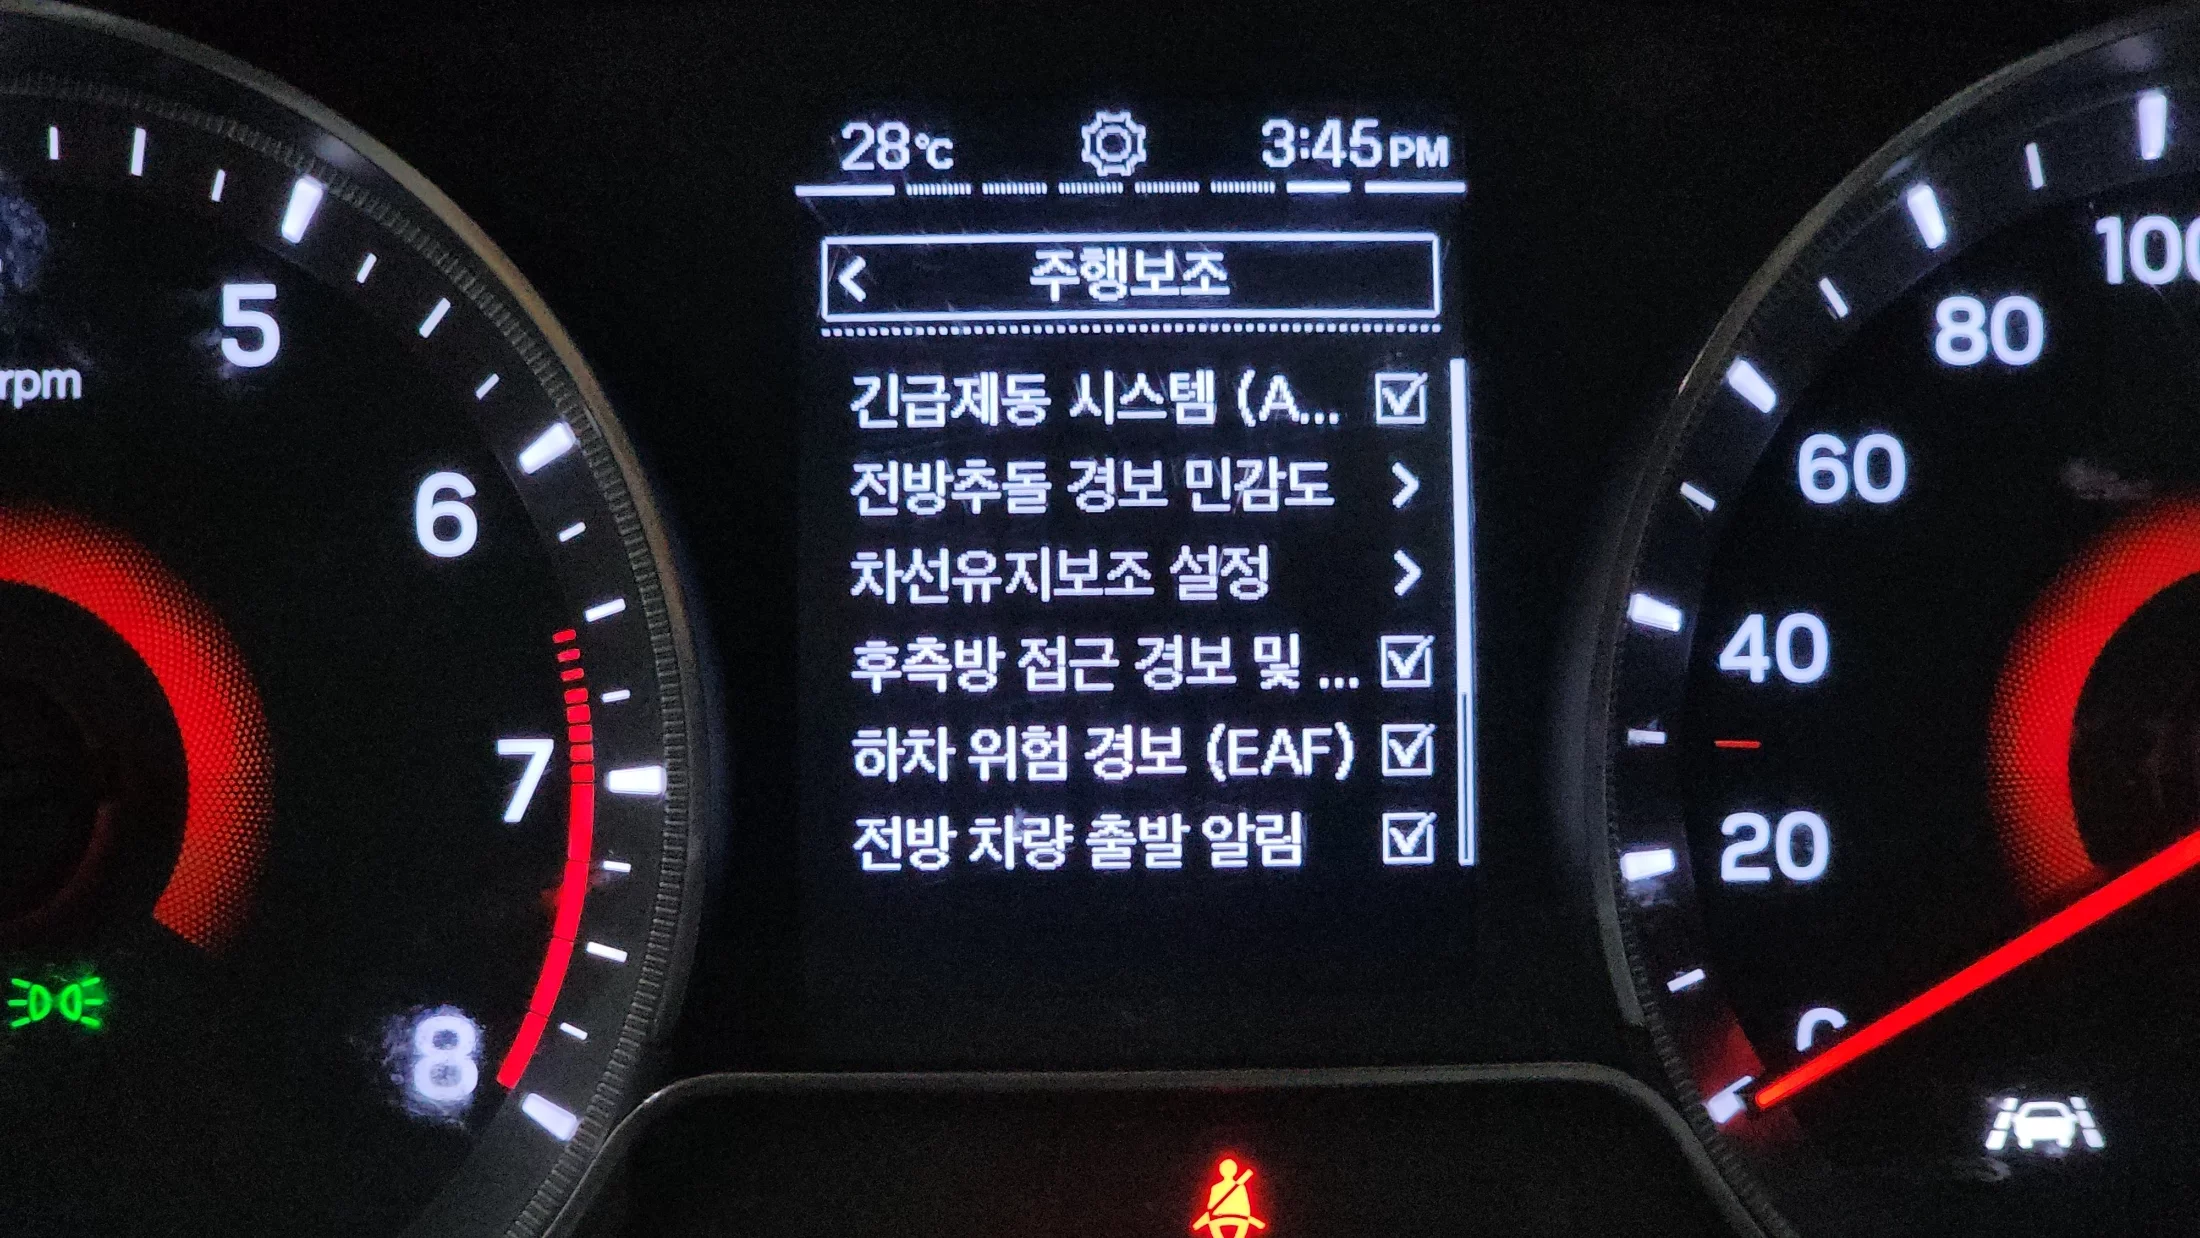 28℃ 3:45 PM
주행보조
긴급제동 시스템 (A...
전방추돌 경보 민감도
차선유지보조 설정
후측방 접근 경보 및 ...
하차 위험 경보 (EAF)
전방 차량 출발 알림
rpm
5
6
7
8
100
80
60
40
20